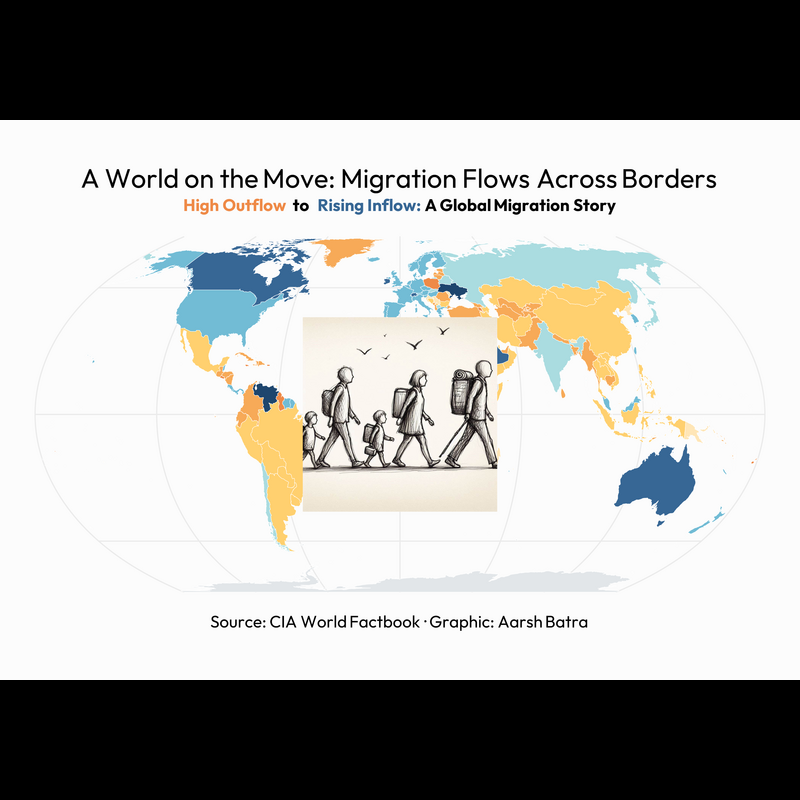 A World on the Move: Migration Flows Across Borders
High Outflow to Rising Inflow: A Global Migration Story
Source: CIA World Factbook · Graphic: Aarsh Batra